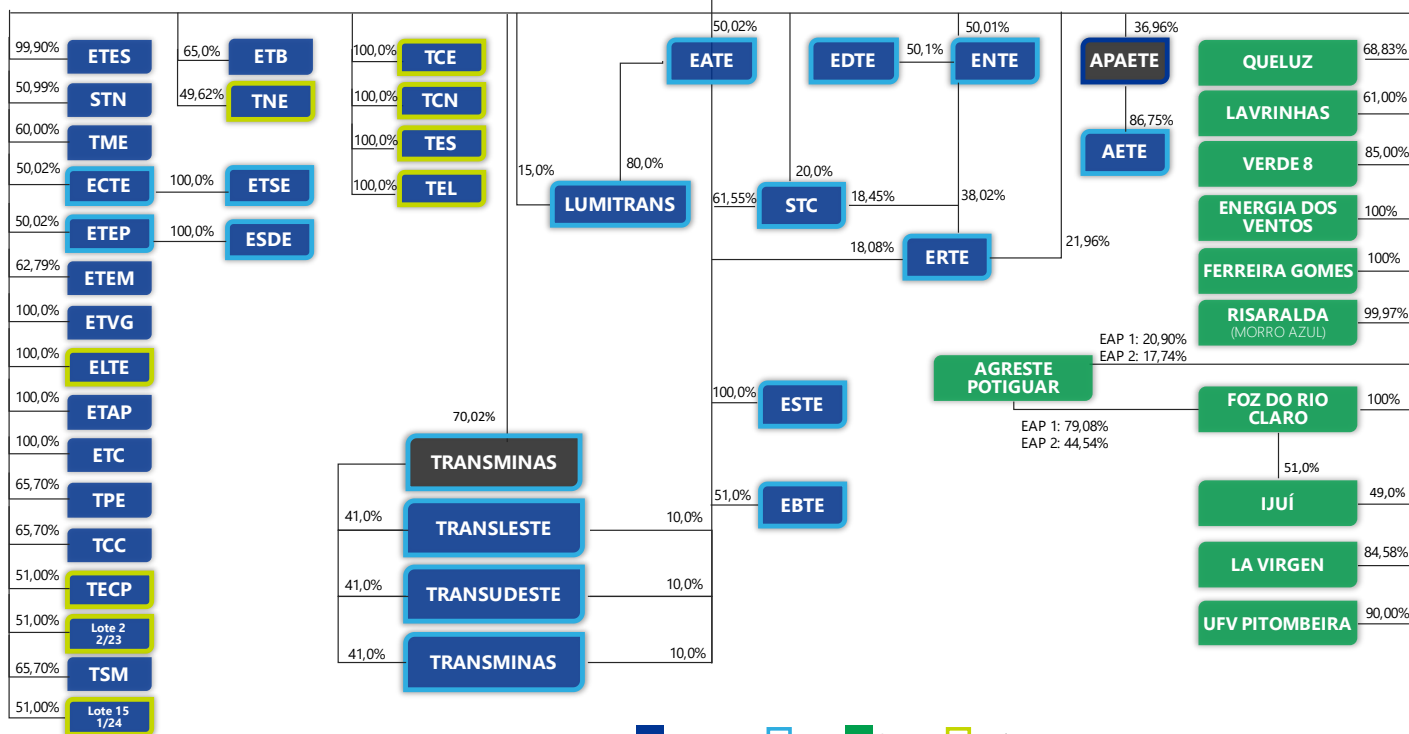 99,90%
ETES
50,99%
STN
60,00%
TME
50,02%
ECTE
100,0%
ETSE
50,02%
ETEP
100,0%
ESDE
62,79%
ETEM
100,0%
ETVG
100,0%
ELTE
100,0%
ETAP
100,0%
ETC
65,70%
TPE
65,70%
TCC
51,00%
TECP
51,00%
Lote 2
2/23
65,70%
TSM
51,00%
Lote 15
1/24
65,0%
ETB
49,62%
TNE
100,0%
TCE
100,0%
TCN
100,0%
TES
100,0%
TEL
50,02%
EATE
15,0%
80,0%
LUMITRANS
EDTE
50,1%
50,01%
ENTE
20,0%
61,55%
STC
18,45%
38,02%
18,08%
ERTE
21,96%
36,96%
APAETE
86,75%
AETE
70,02%
TRANSMINAS
41,0%
TRANSLESTE
10,0%
41,0%
TRANSUDESTE
10,0%
41,0%
TRANSMINAS
10,0%
100,0%
ESTE
51,0%
EBTE
QUELUZ
68,83%
LAVRINHAS
61,00%
VERDE 8
85,00%
ENERGIA DOS
VENTOS
100%
FERREIRA GOMES
100%
RISARALDA
(MORRO AZUL)
99,97%
EAP 1: 20,90%
EAP 2: 17,74%
AGRESTE
POTIGUAR
EAP 1: 79,08%
EAP 2: 44,54%
FOZ DO RIO
CLARO
100%
51,0%
IJUÍ
49,0%
LA VIRGEN
84,58%
UFV PITOMBEIRA
90,00%